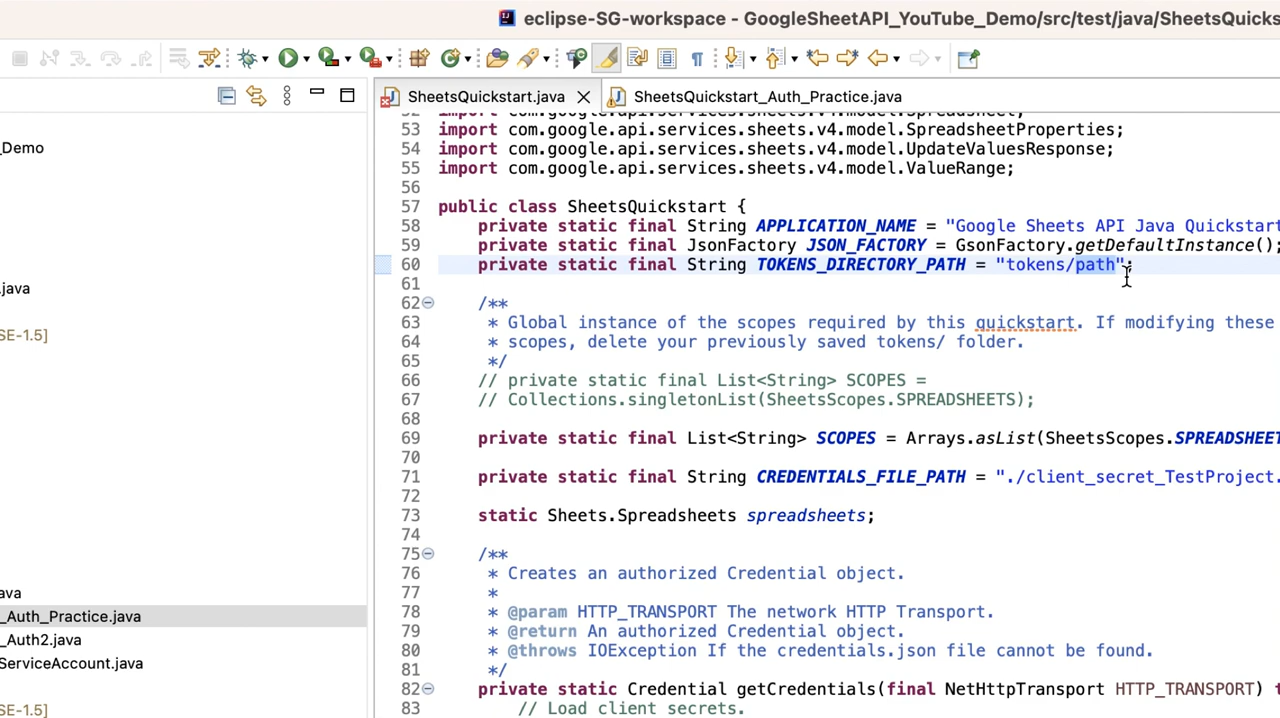 eclipse-SG-workspace - GoogleSheetAPI_YouTube_Demo/src/test/java/SheetsQuicks
SheetsQuickstart.java
SheetsQuickstart_Auth_Practice.java
_Demo
.java
SE-1.5]
ava
_Auth_Practice.java
_Auth2.java
ServiceAccount.java
SE-1.5]
52 import com.google.api.services.sheets.v4.model.Spreadsheet;
53 import com.google.api.services.sheets.v4.model.SpreadsheetProperties;
54 import com.google.api.services.sheets.v4.model.UpdateValuesResponse;
55 import com.google.api.services.sheets.v4.model.ValueRange;
56
57 public class SheetsQuickstart {
58 private static final String APPLICATION_NAME = "Google Sheets API Java Quickstart
59 private static final JsonFactory JSON_FACTORY = GsonFactory.getDefaultInstance();
60 private static final String TOKENS_DIRECTORY_PATH = "tokens/path";
61
62 /**
63 * Global instance of the scopes required by this quickstart. If modifying these
64 * scopes, delete your previously saved tokens/ folder.
65 */
66 // private static final List<String> SCOPES =
67 // Collections.singletonList(SheetsScopes.SPREADSHEETS);
68
69 private static final List<String> SCOPES = Arrays.asList(SheetsScopes.SPREADSHEET
70
71 private static final String CREDENTIALS_FILE_PATH = "./client_secret_TestProject.
72
73 static Sheets.Spreadsheets spreadsheets;
74
75 /**
76 * Creates an authorized Credential object.
77 *
78 * @param HTTP_TRANSPORT The network HTTP Transport.
79 * @return An authorized Credential object.
80 * @throws IOException If the credentials.json file cannot be found.
81 */
82 private static Credential getCredentials(final NetHttpTransport HTTP_TRANSPORT) t
83 // Load client secrets.